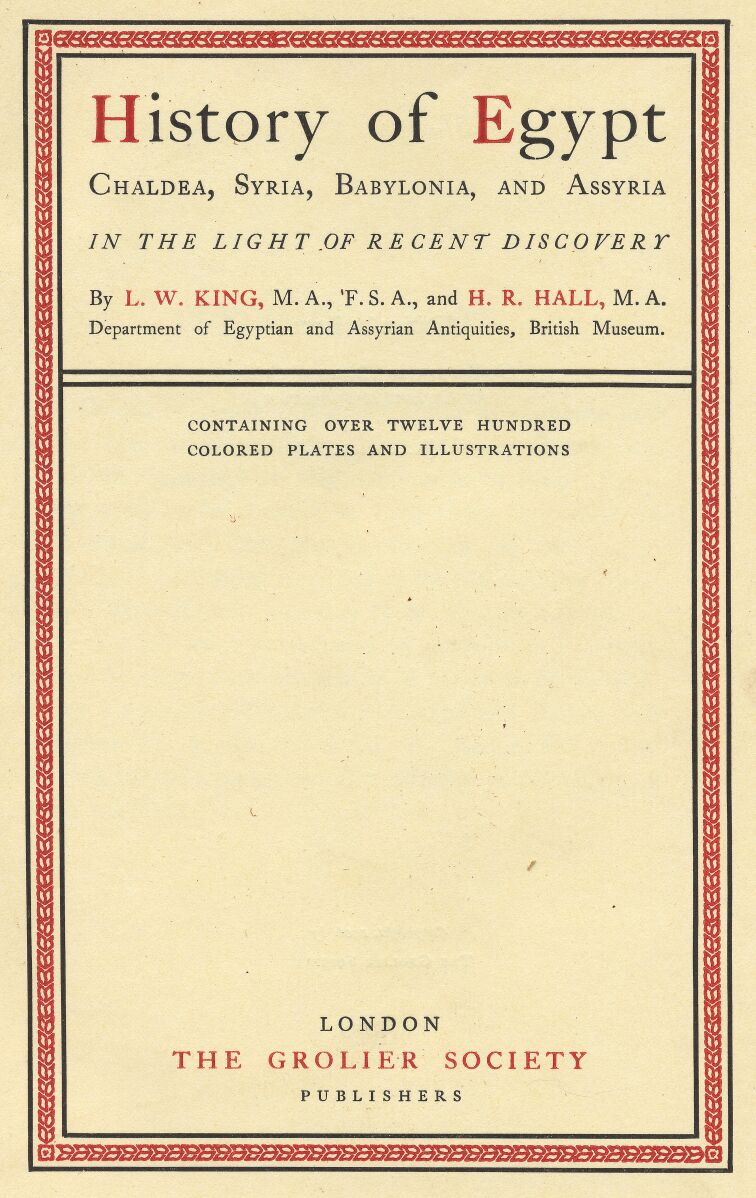 History of Egypt
CHALDEA, SYRIA, BABYLONIA, AND ASSYRIA
IN THE LIGHT OF RECENT DISCOVERY
By L. W. KING, M. A., F. S. A., and H. R. HALL, M. A.
Department of Egyptian and Assyrian Antiquities, British Museum.
CONTAINING OVER TWELVE HUNDRED
COLORED PLATES AND ILLUSTRATIONS
LONDON
THE GROLIER SOCIETY
PUBLISHERS